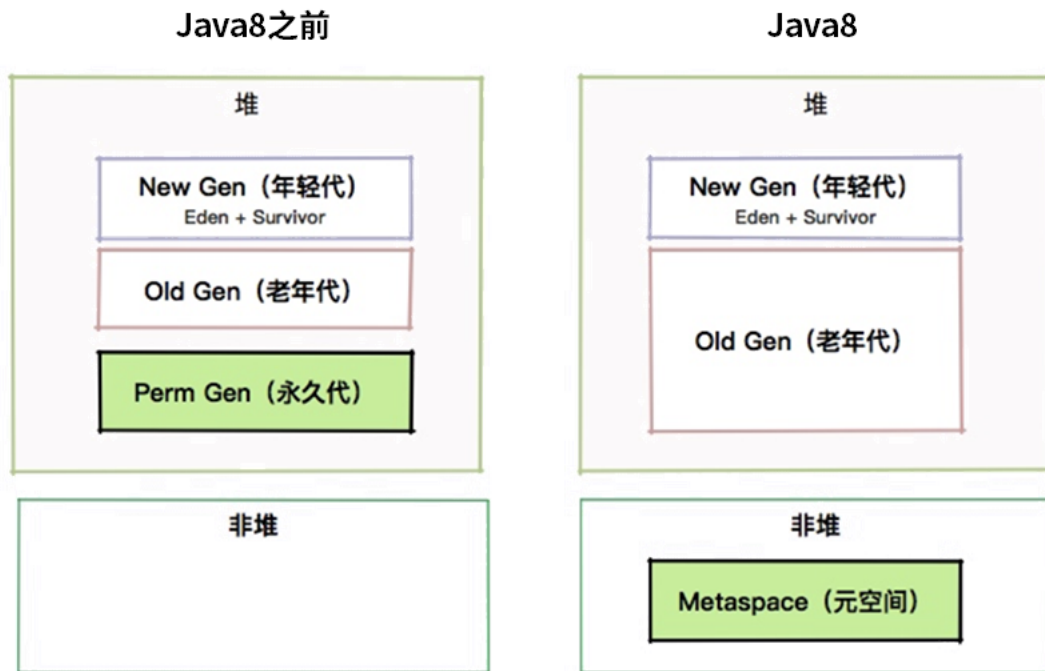 Java8之前
堆
New Gen（年轻代）
Eden + Survivor
Old Gen（老年代）
Perm Gen（永久代）
非堆
Java8
堆
New Gen（年轻代）
Eden + Survivor
Old Gen（老年代）
非堆
Metaspace（元空间）